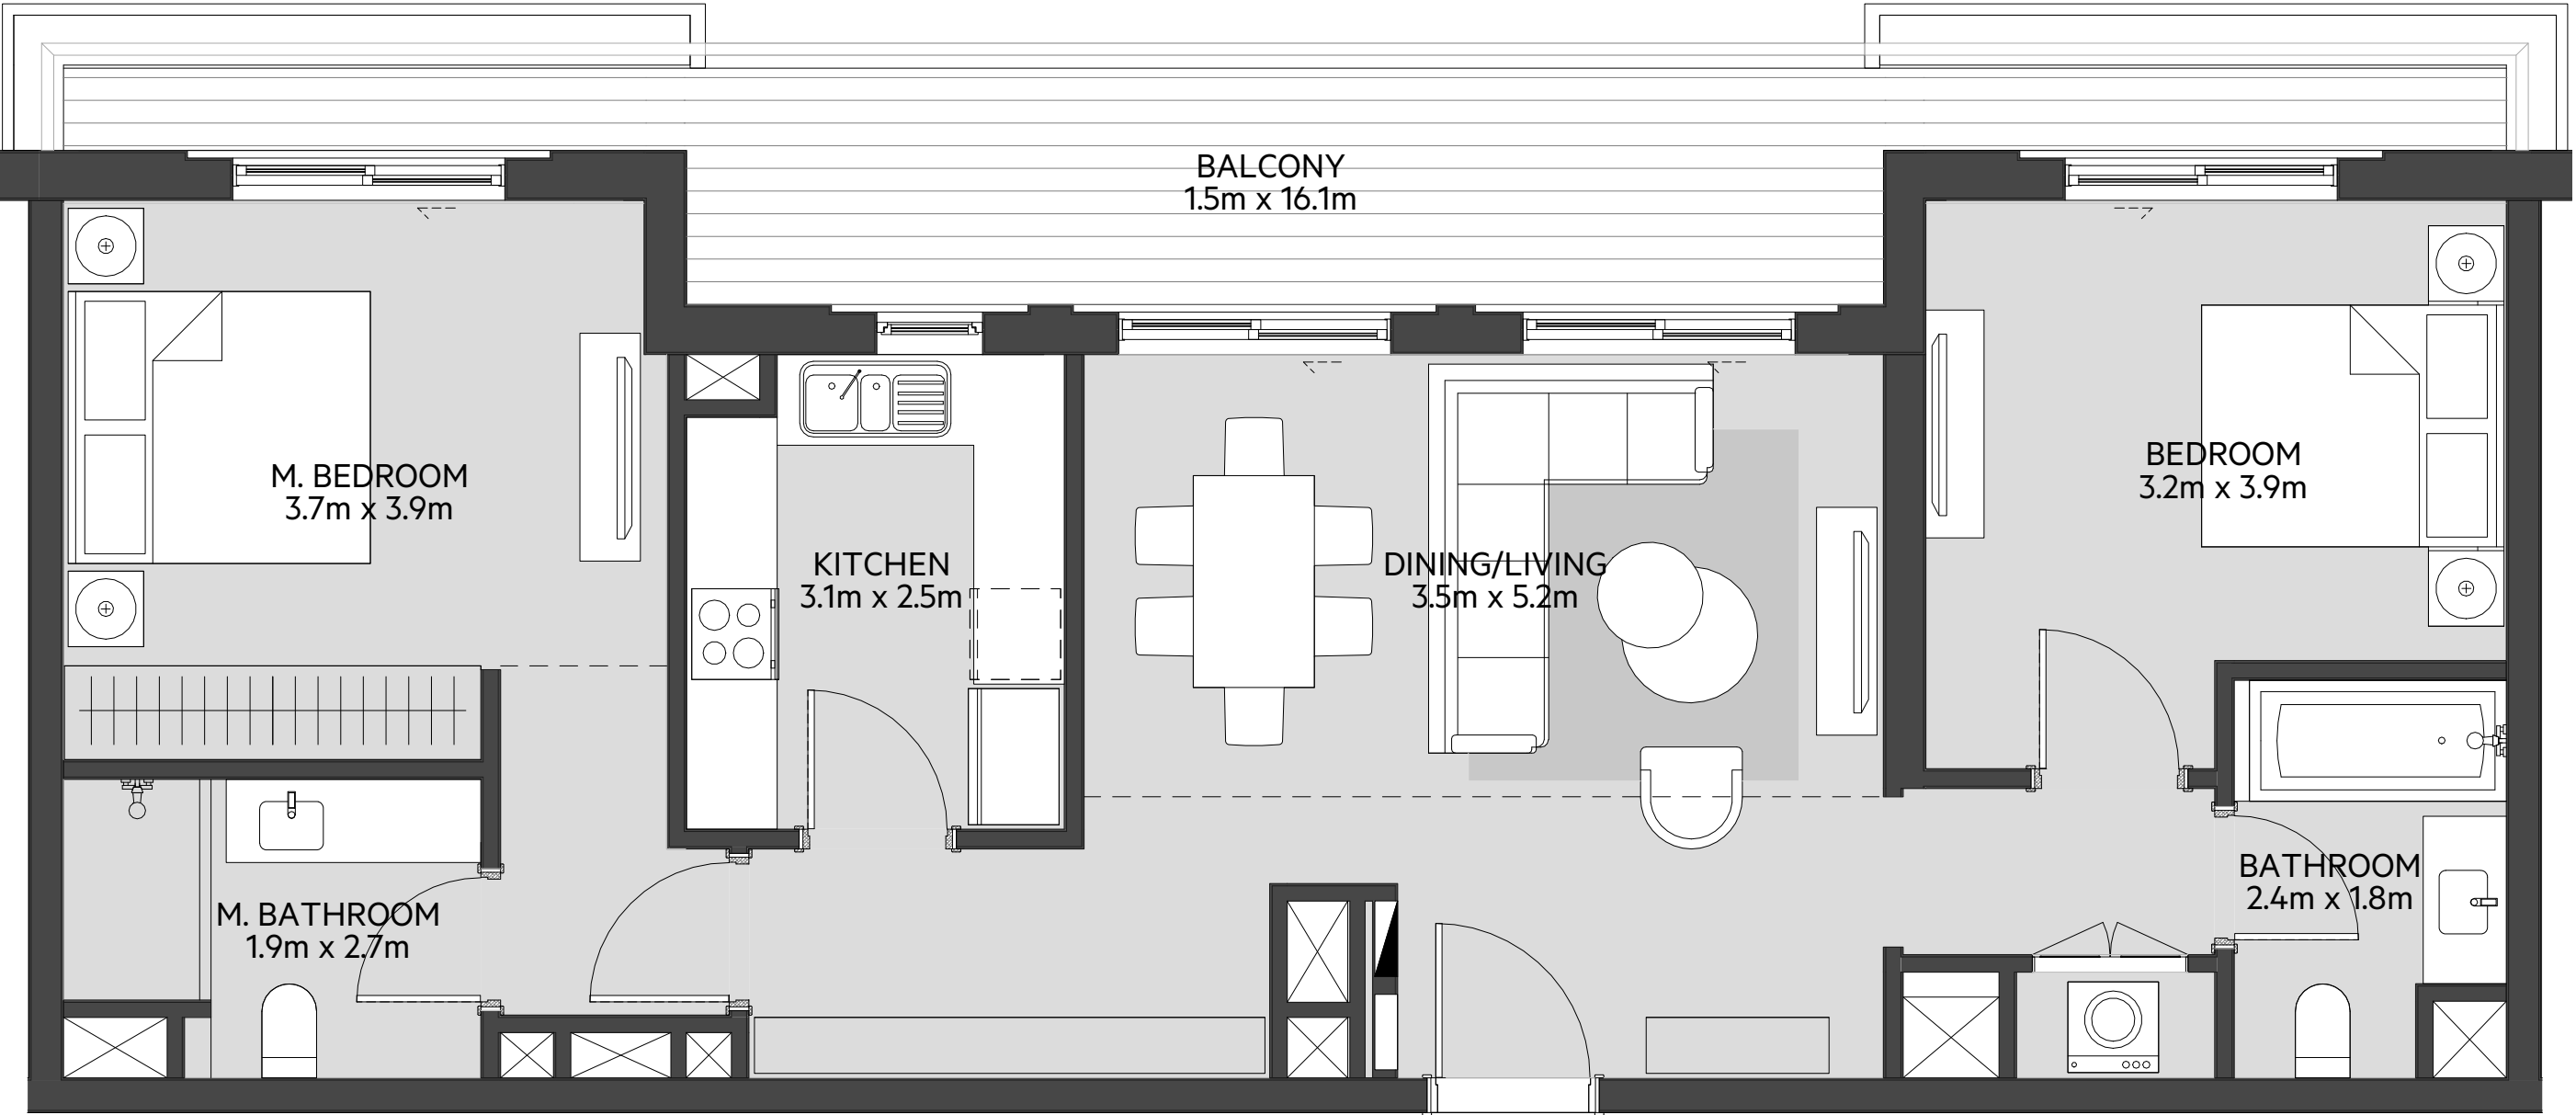 BALCONY
1.5m x 16.1m
M. BEDROOM
3.7m x 3.9m
BEDROOM
3.2m x 3.9m
KITCHEN
3.1m x 2.5m
DINING/LIVING
3.5m x 5.2m
BATHROOM
2.4m x 1.8m
M. BATHROOM
1.9m x 2.7m